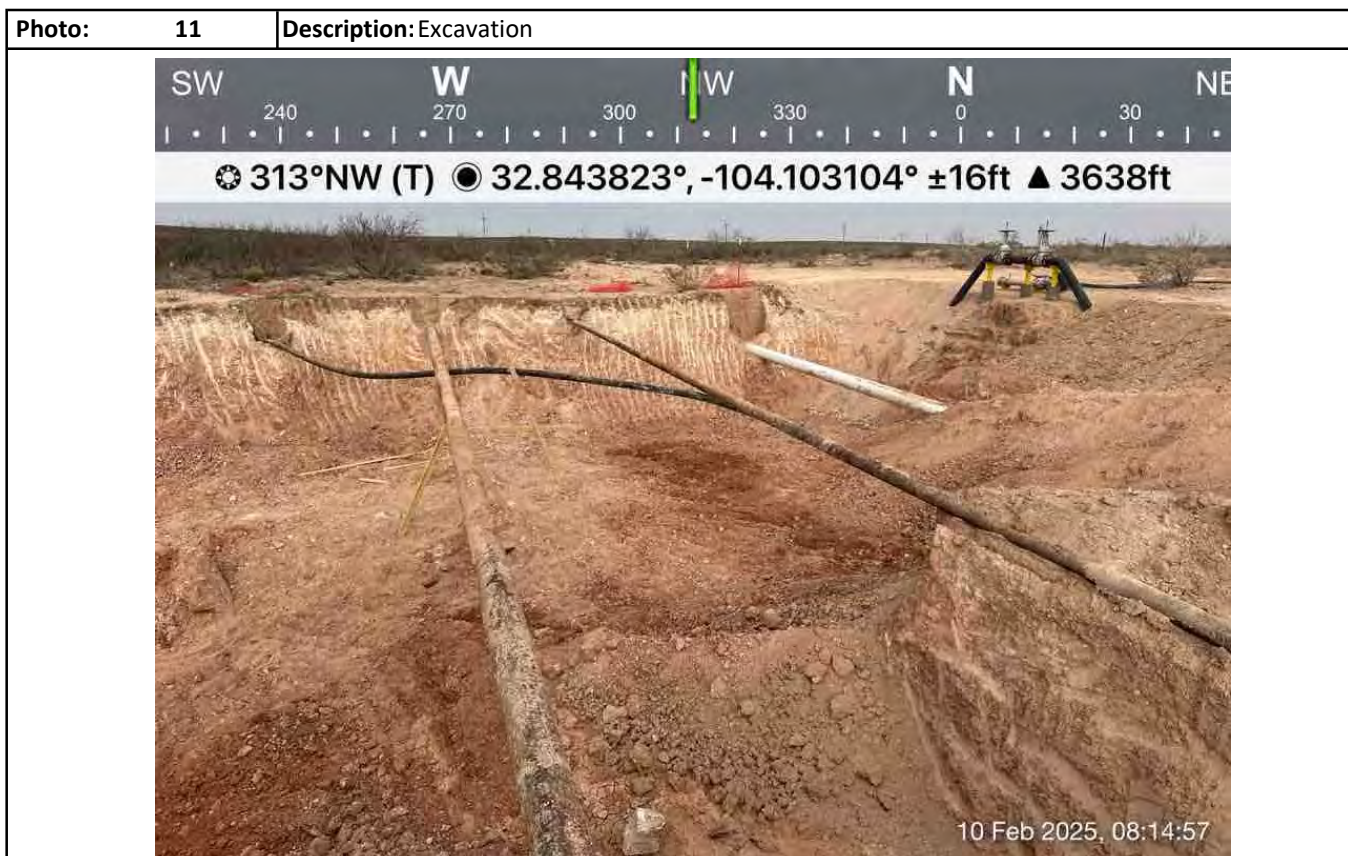 Photo: 11 Description: Excavation
SW W NW N NE
240 270 300 330 0 30
313°NW (T) 32.843823°, -104.103104° ±16ft ▲ 3638ft
10 Feb 2025, 08:14:57